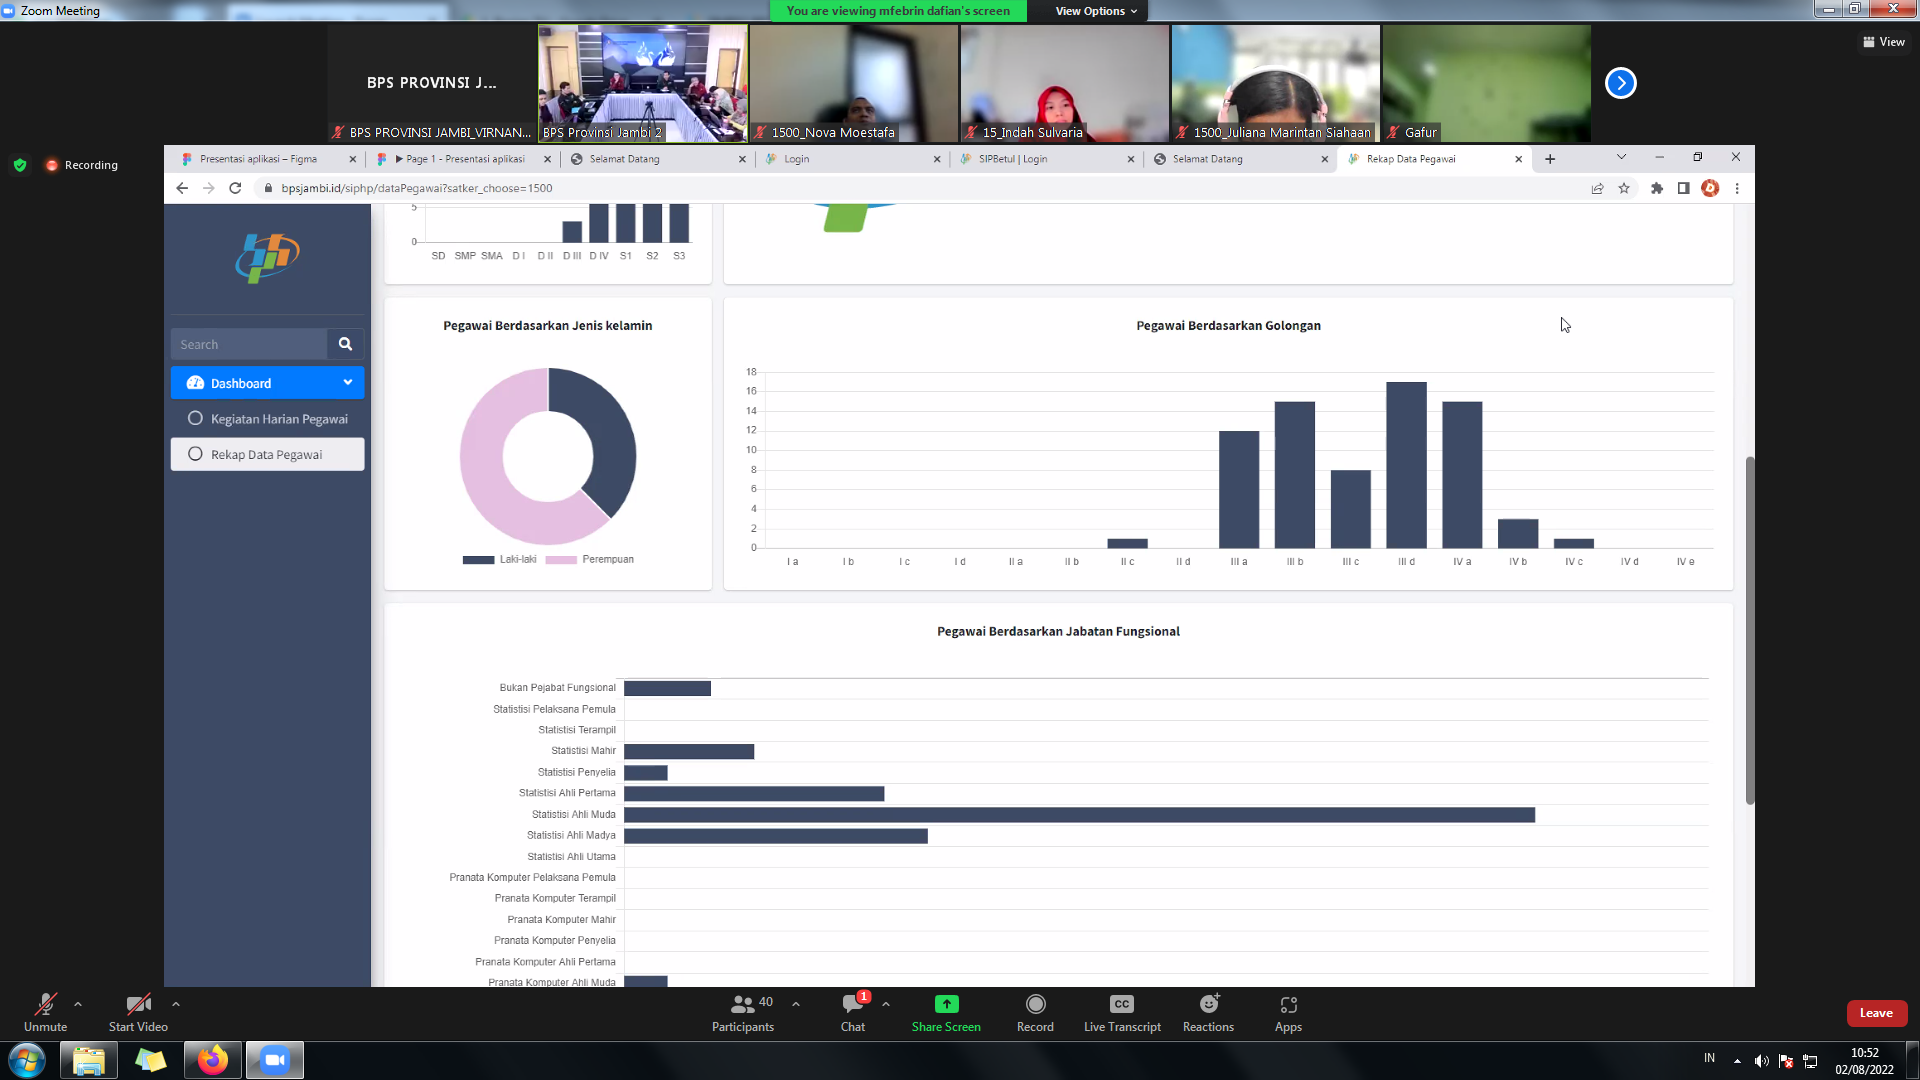 Zoom Meeting
You are viewing mfebrin dafian's screen
View Options
View
BPS PROVINSI J...
BPS PROVINSI JAMBI_VIRNAN...
BPS Provinsi Jambi 2
1500_Nova Moestafa
15_Indah Sulvaria
1500_Juliana Marintan Siahaan
Gafur
Recording
Presentasi aplikasi – Figma
Page 1 - Presentasi aplikasi
Selamat Datang
Login
SIPBetul | Login
Selamat Datang
Rekap Data Pegawai
bpsjambi.id/siphp/dataPegawai?satker_choose=1500
Search
Dashboard
Kegiatan Harian Pegawai
Rekap Data Pegawai
5
0
SD SMP SMA D I D II D III D IV S1 S2 S3
Pegawai Berdasarkan Jenis kelamin
Laki-laki Perempuan
Pegawai Berdasarkan Golongan
18
16
14
12
10
8
6
4
2
0
I a I b I c I d II a II b II c II d III a III b III c III d IV a IV b IV c IV d IV e
Pegawai Berdasarkan Jabatan Fungsional
Bukan Pejabat Fungsional
Statistisi Pelaksana Pemula
Statistisi Terampil
Statistisi Mahir
Statistisi Penyelia
Statistisi Ahli Pertama
Statistisi Ahli Muda
Statistisi Ahli Madya
Statistisi Ahli Utama
Pranata Komputer Pelaksana Pemula
Pranata Komputer Terampil
Pranata Komputer Mahir
Pranata Komputer Penyelia
Pranata Komputer Ahli Pertama
Pranata Komputer Ahli Muda
Unmute
Start Video
Participants
40
Chat
1
Share Screen
Record
CC
Live Transcript
Reactions
Apps
Leave
IN
10:52
02/08/2022